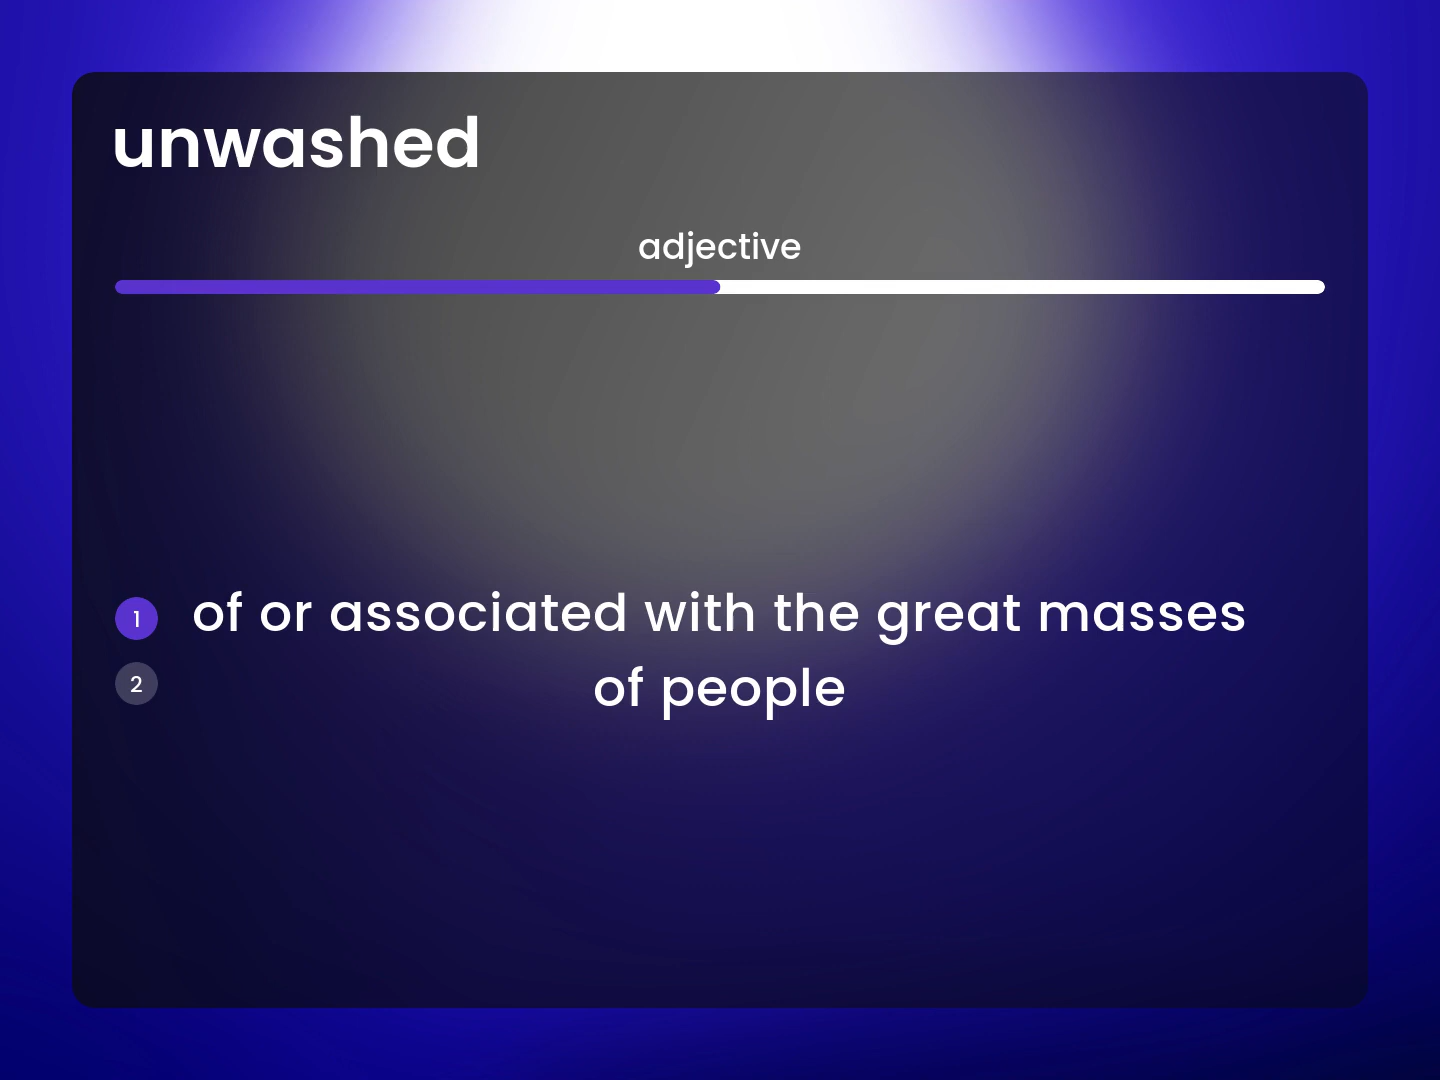 unwashed
adjective
1 of or associated with the great masses
2 of people